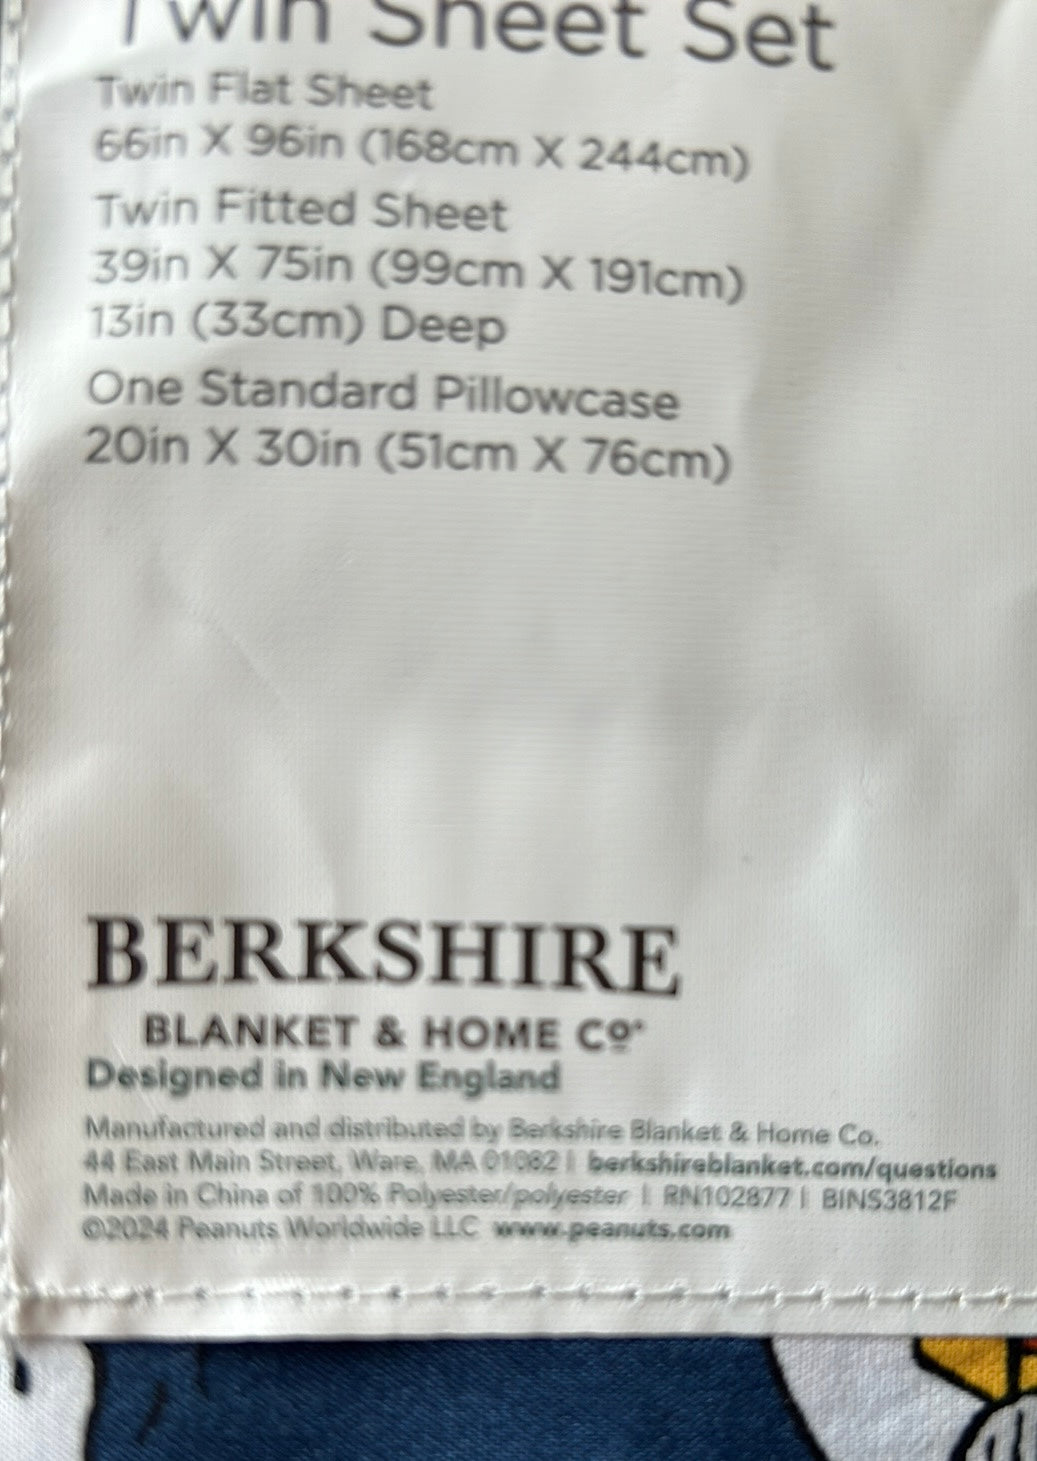 Twin Sheet Set
Twin Flat Sheet
66in X 96in (168cm X 244cm)
Twin Fitted Sheet
39in X 75in (99cm X 191cm)
13in (33cm) Deep
One Standard Pillowcase
20in X 30in (51cm X 76cm)
BERKSHIRE
BLANKET & HOME Cº
Designed in New England
Manufactured and distributed by Berkshire Blanket & Home Co.
44 East Main Street, Ware, MA 01082 | berkshireblanket.com/questions
Made in China of 100% Polyester/polyester | RN102877 | BINS3812F
©2024 Peanuts Worldwide LLC www.peanuts.com